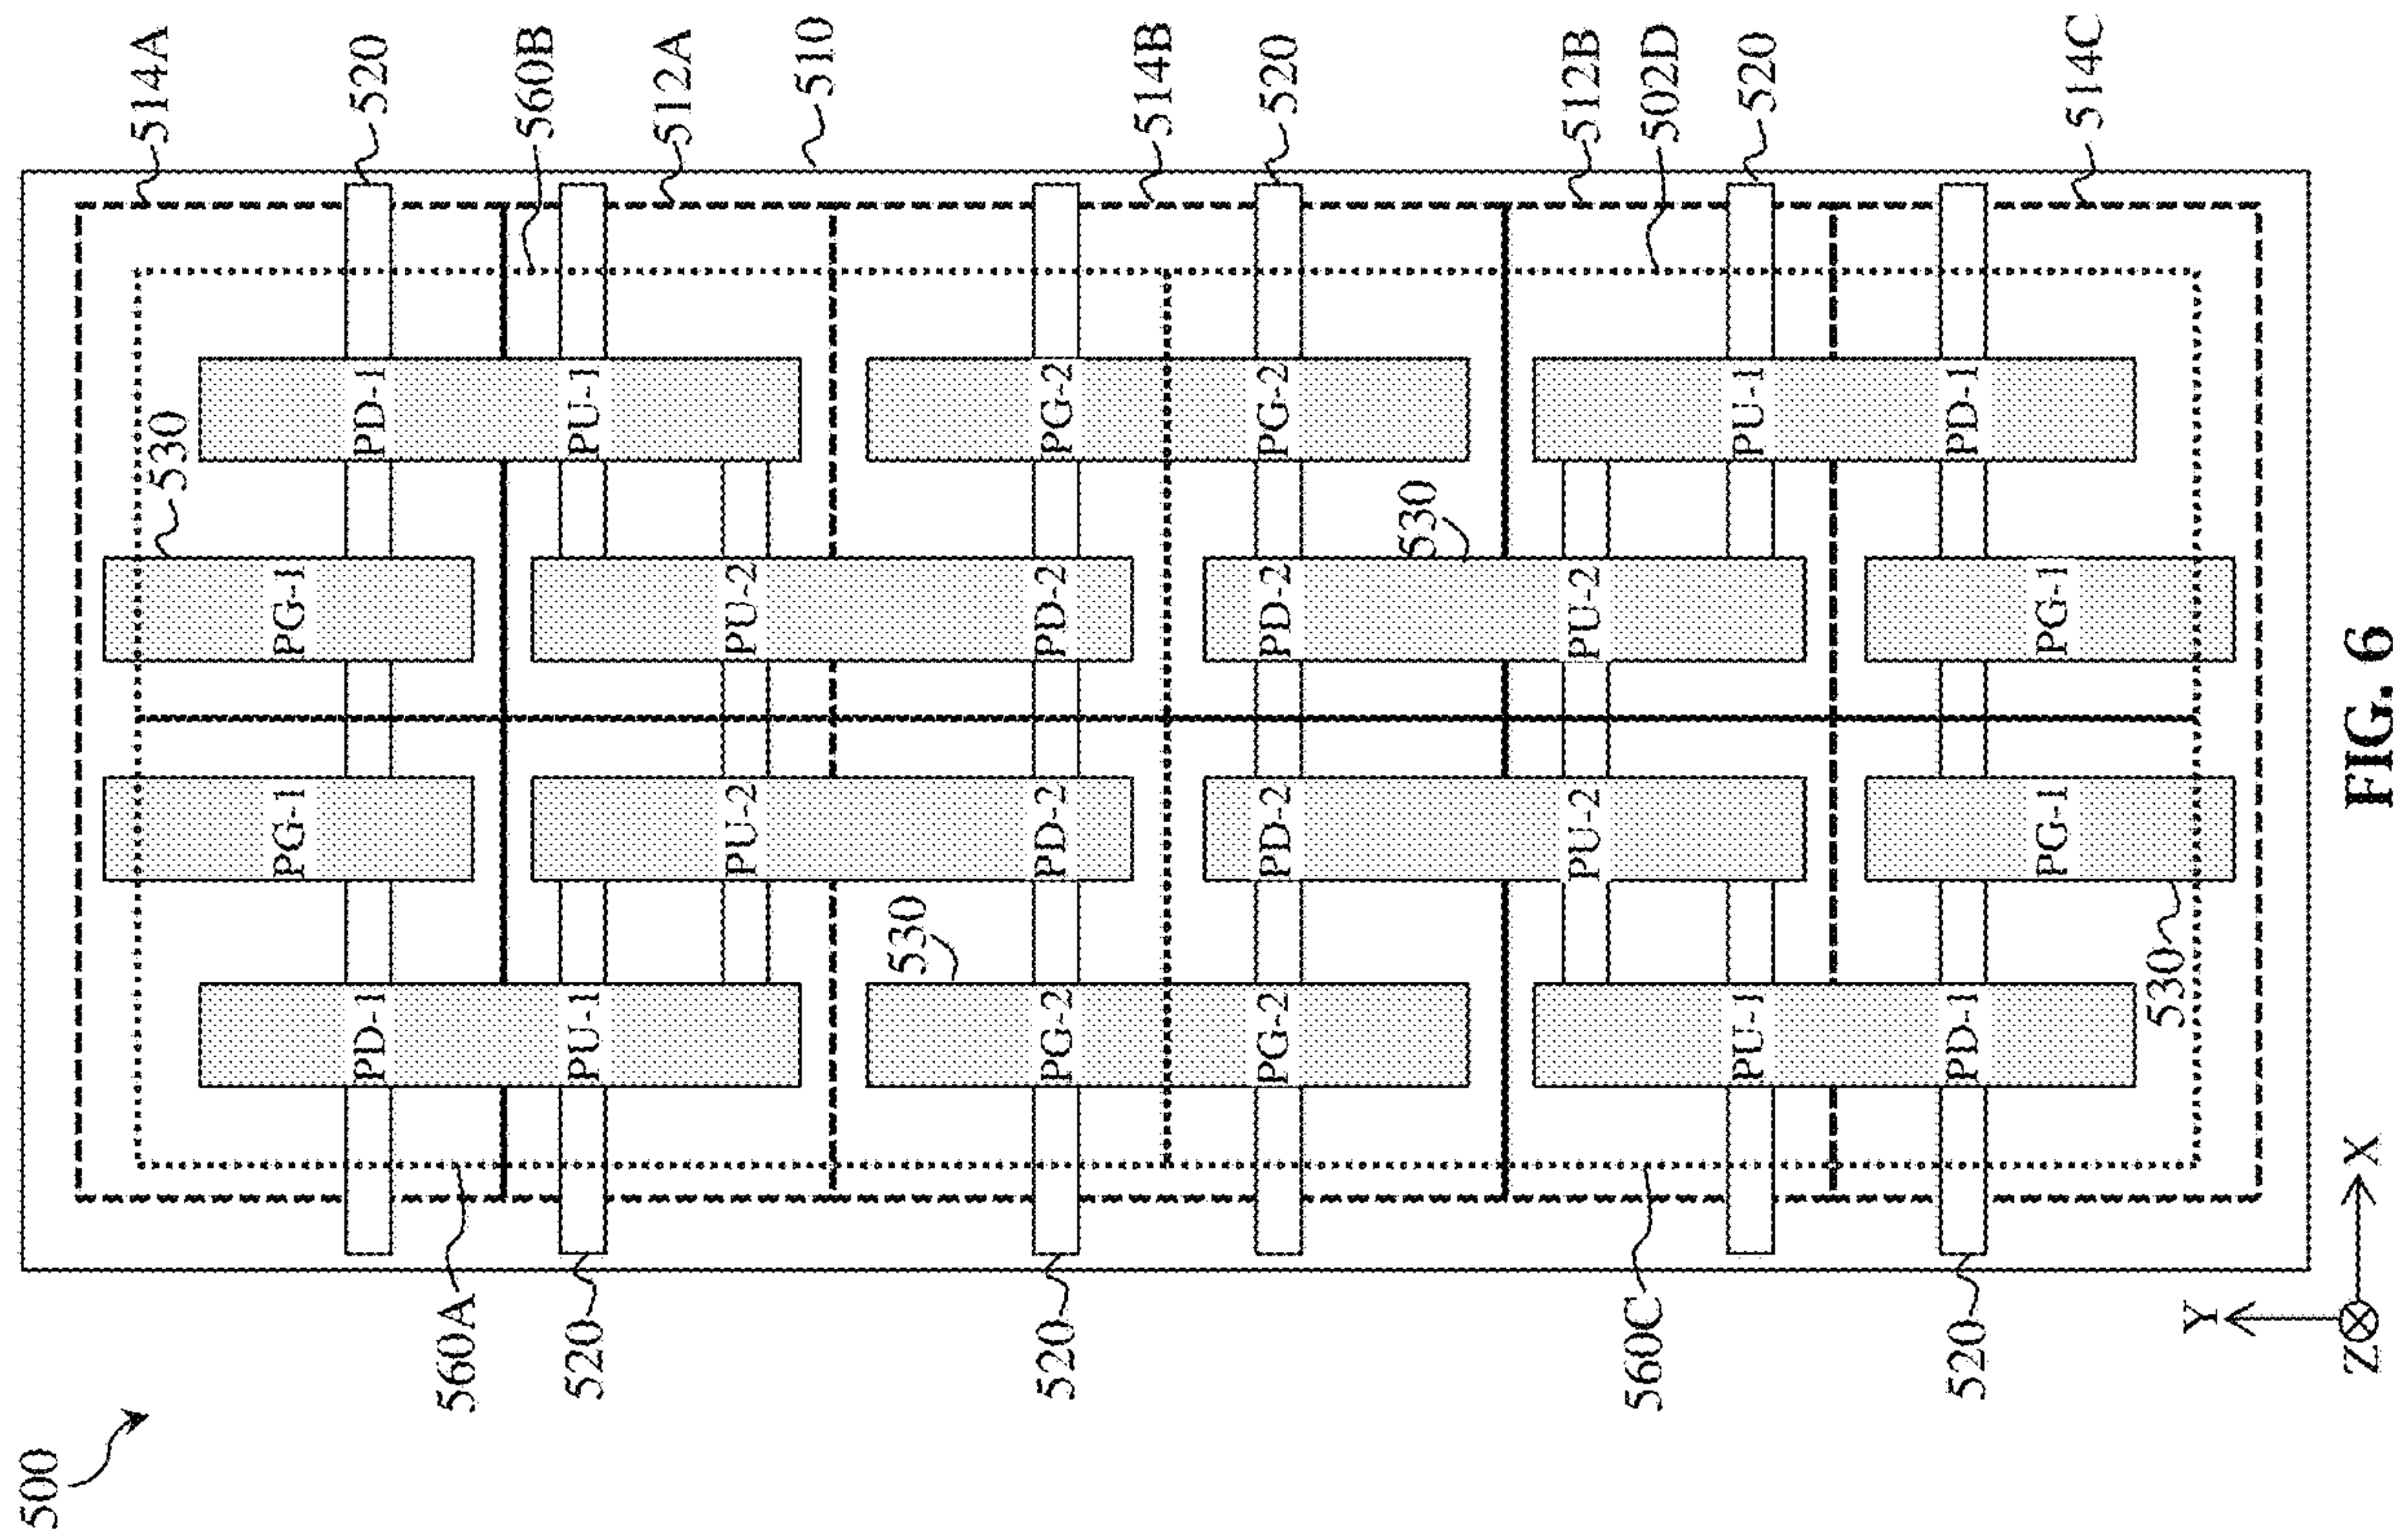 500
514A
530
PG-1 PG-1
PD-1 PD-1 520
560A
560B
520 PU-1 PU-1
512A
PU-2 PU-2
510
530
520 PG-2 PD-2 PD-2 PG-2
514B
PG-2 PD-2 PD-2 PG-2 520
530
PU-2 PU-2 512B
560C 502D
PU-1 PU-1 520
520 PD-1 PD-1
PG-1 PG-1
514C
530
Y
Z X
FIG. 6